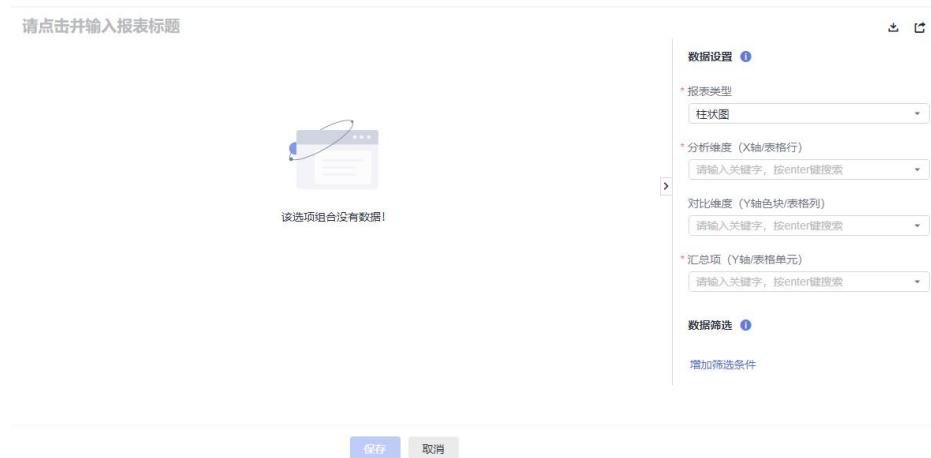 请点击并输入报表标题
数据设置
* 报表类型
柱状图
* 分析维度（X轴/表格行）
请输入关键字，按enter键搜索
对比维度（Y轴色块/表格列）
请输入关键字，按enter键搜索
* 汇总项（Y轴/表格单元）
请输入关键字，按enter键搜索
数据筛选
增加筛选条件
该选项组合没有数据!
保存
取消